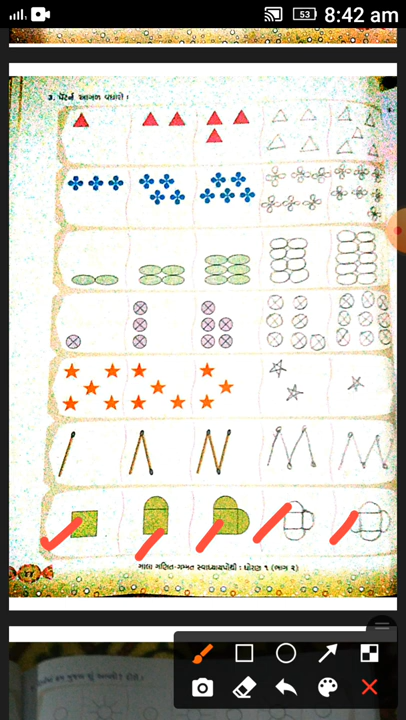 53 8:42 am
3. પેટર્ન આગળ વધારો :
ગાલા ગણિત-ગમ્મત સ્વાધ્યાયપોથી : ધોરણ ૧ (ભાગ ૨)